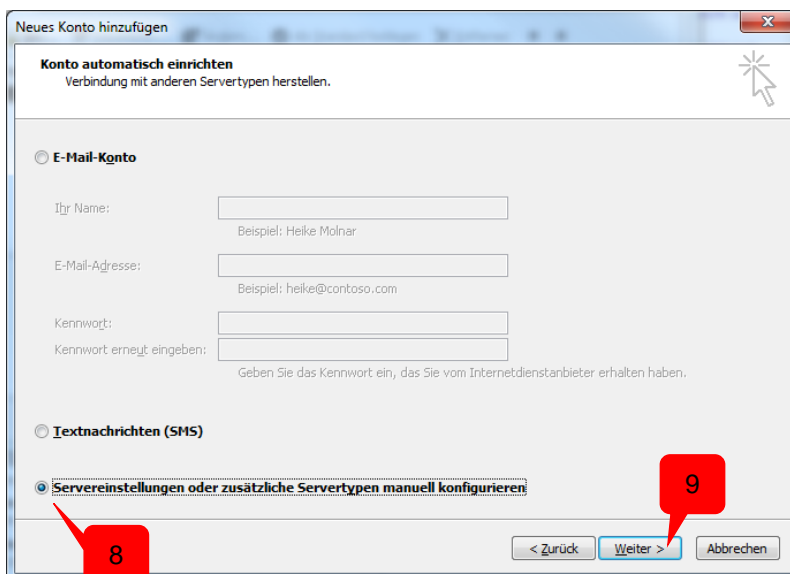 Neues Konto hinzufügen
Konto automatisch einrichten
Verbindung mit anderen Servertypen herstellen.
E-Mail-Konto
Ihr Name:
Beispiel: Heike Molnar
E-Mail-Adresse:
Beispiel: heike@contoso.com
Kennwort:
Kennwort erneut eingeben:
Geben Sie das Kennwort ein, das Sie vom Internetdienstanbieter erhalten haben.
Textnachrichten (SMS)
Servereinstellungen oder zusätzliche Servertypen manuell konfigurieren
9
8
< Zurück Weiter > Abbrechen